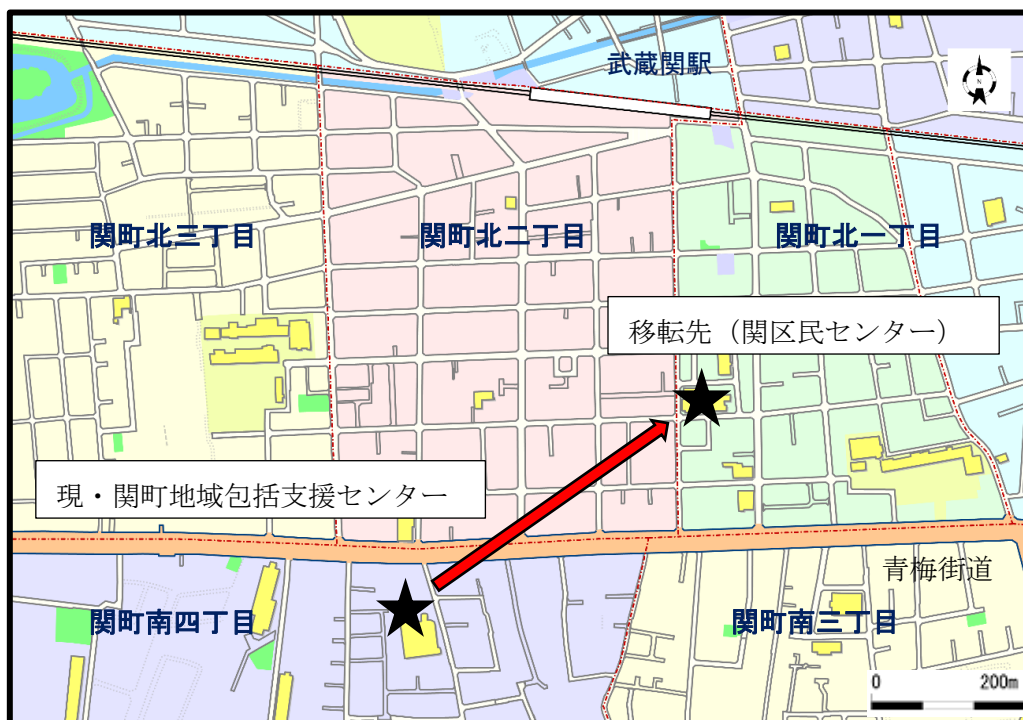 武蔵関駅
N
関町北三丁目
関町北二丁目
関町北一丁目
移転先（関区民センター）
現・関町地域包括支援センター
青梅街道
関町南四丁目
関町南三丁目
0 200m